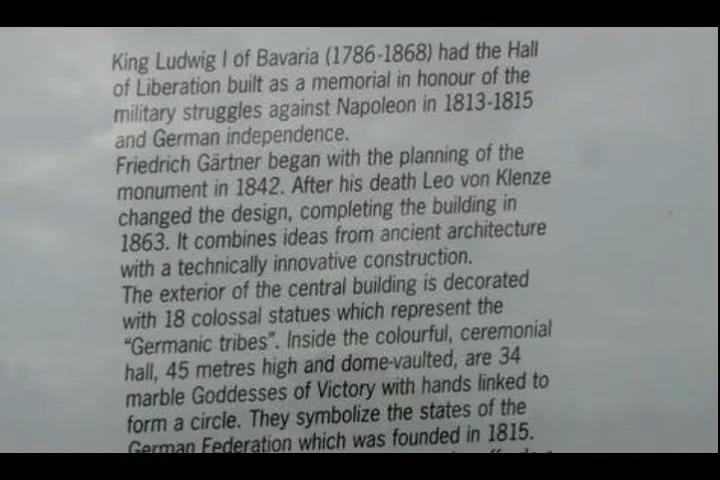 King Ludwig I of Bavaria (1786-1868) had the Hall
of Liberation built as a memorial in honour of the
military struggles against Napoleon in 1813-1815
and German independence.
Friedrich Gärtner began with the planning of the
monument in 1842. After his death Leo von Klenze
changed the design, completing the building in
1863. It combines ideas from ancient architecture
with a technically innovative construction.
The exterior of the central building is decorated
with 18 colossal statues which represent the
“Germanic tribes”. Inside the colourful, ceremonial
hall, 45 metres high and dome-vaulted, are 34
marble Goddesses of Victory with hands linked to
form a circle. They symbolize the states of the
German Federation which was founded in 1815.